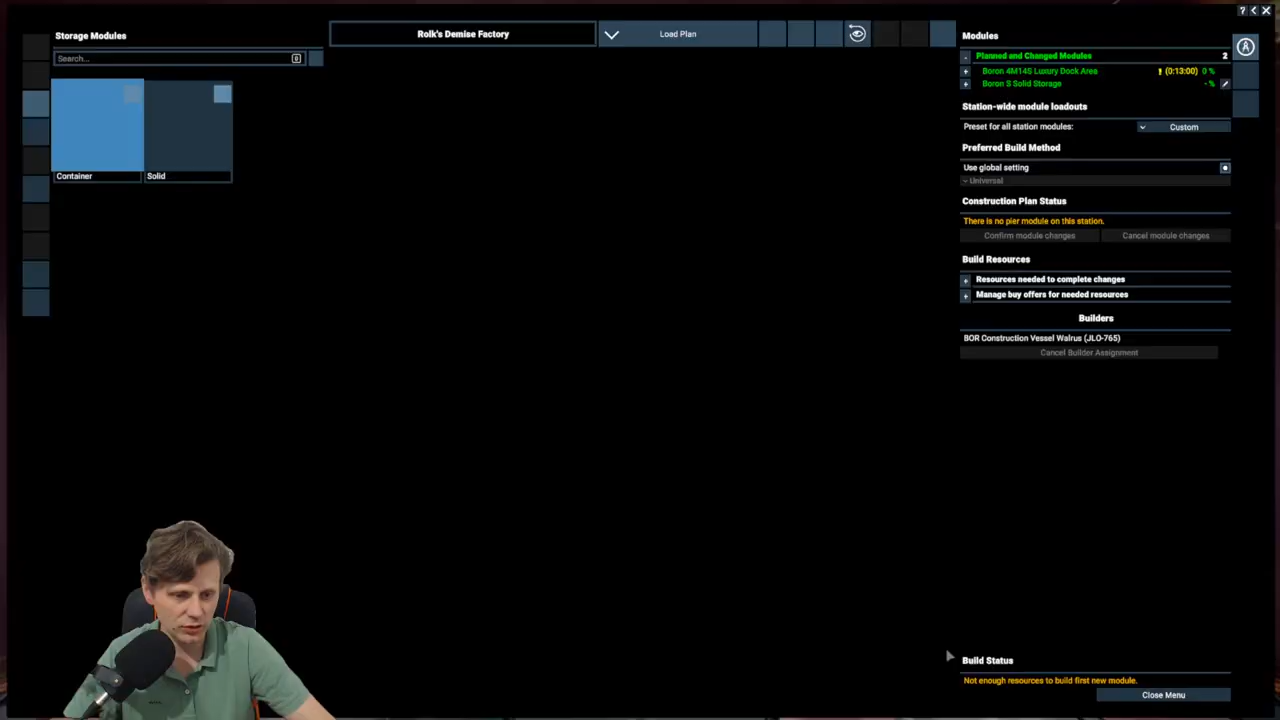 Storage Modules
Search...
Container
Solid
Rolk's Demise Factory
Load Plan
Modules
- Planned and Changed Modules 2
+ Boron 4M14S Luxury Dock Area ! (0:13:00) 0 %
+ Boron S Solid Storage - %
Station-wide module loadouts
Preset for all station modules: Custom
Preferred Build Method
Use global setting
Universal
Construction Plan Status
There is no pier module on this station.
Confirm module changes Cancel module changes
Build Resources
+ Resources needed to complete changes
+ Manage buy offers for needed resources
Builders
BOR Construction Vessel Walrus (JLO-765)
Cancel Builder Assignment
Build Status
Not enough resources to build first new module.
Close Menu